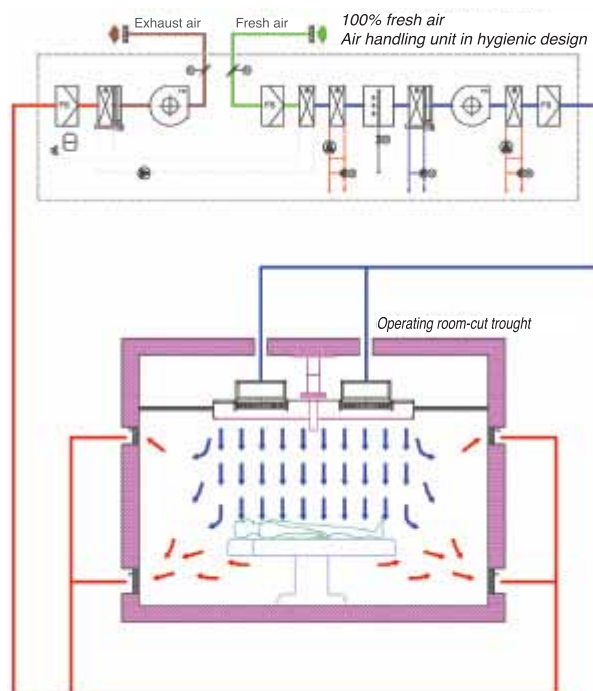 Exhaust air
Fresh air
100% fresh air
Air handling unit in hygienic design
Operating room-cut trought